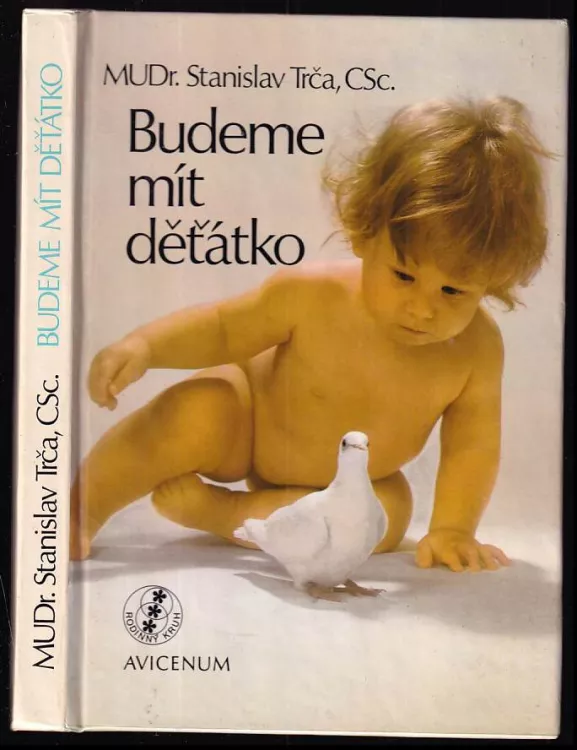 MUDr. Stanislav Trča, CSc. BUDEME MÍT DĚŤÁTKO
MUDr. Stanislav Trča, CSc.
Budeme
mít
děťátko
RODINNÝ KRUH
AVICENUM